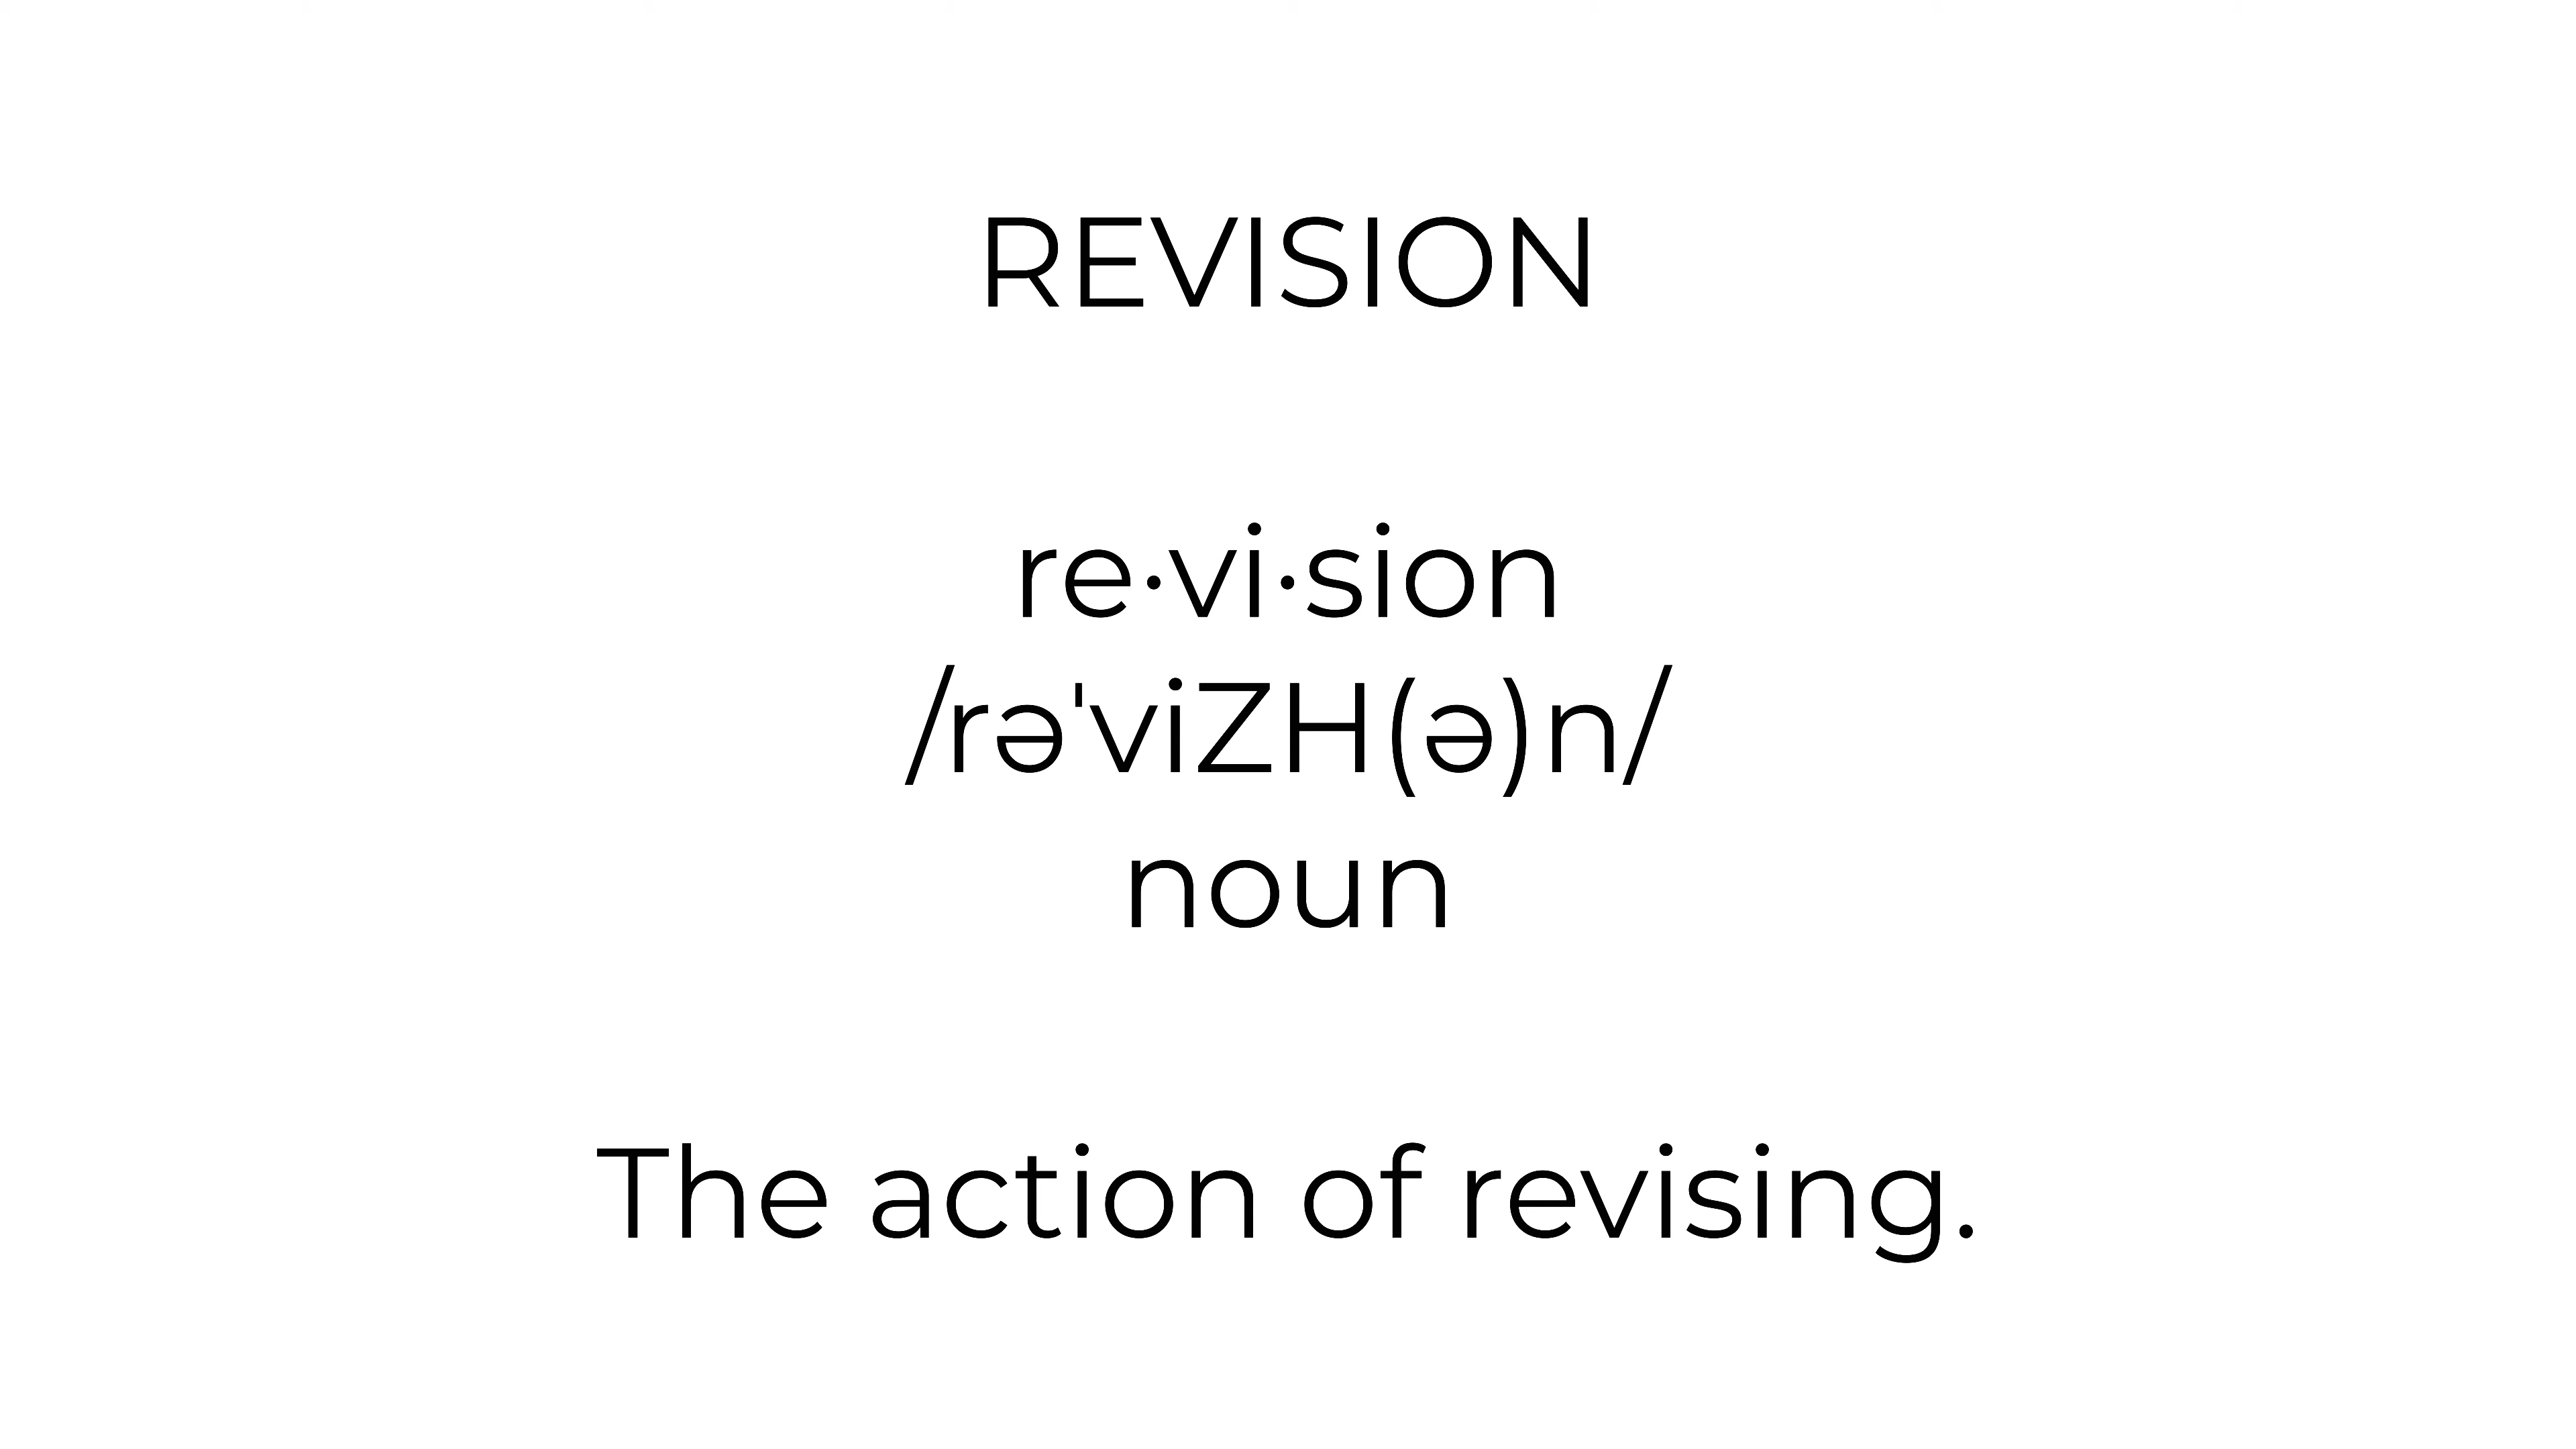 REVISION
re·vi·sion
/rəˈviZH(ə)n/
noun
The action of revising.